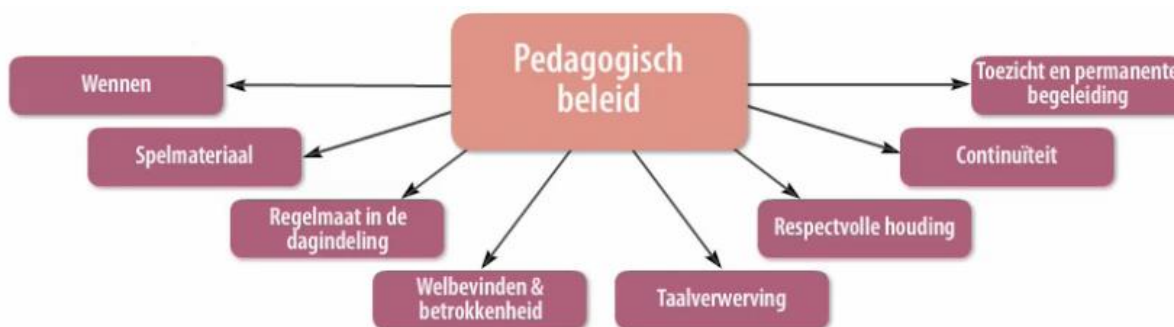 Pedagogisch
beleid
Wennen
Spelmateriaal
Regelmaat in de
dagindeling
Welbevinden &
betrokkenheid
Taalverwerving
Respectvolle houding
Continuïteit
Toezicht en permanente
begeleiding